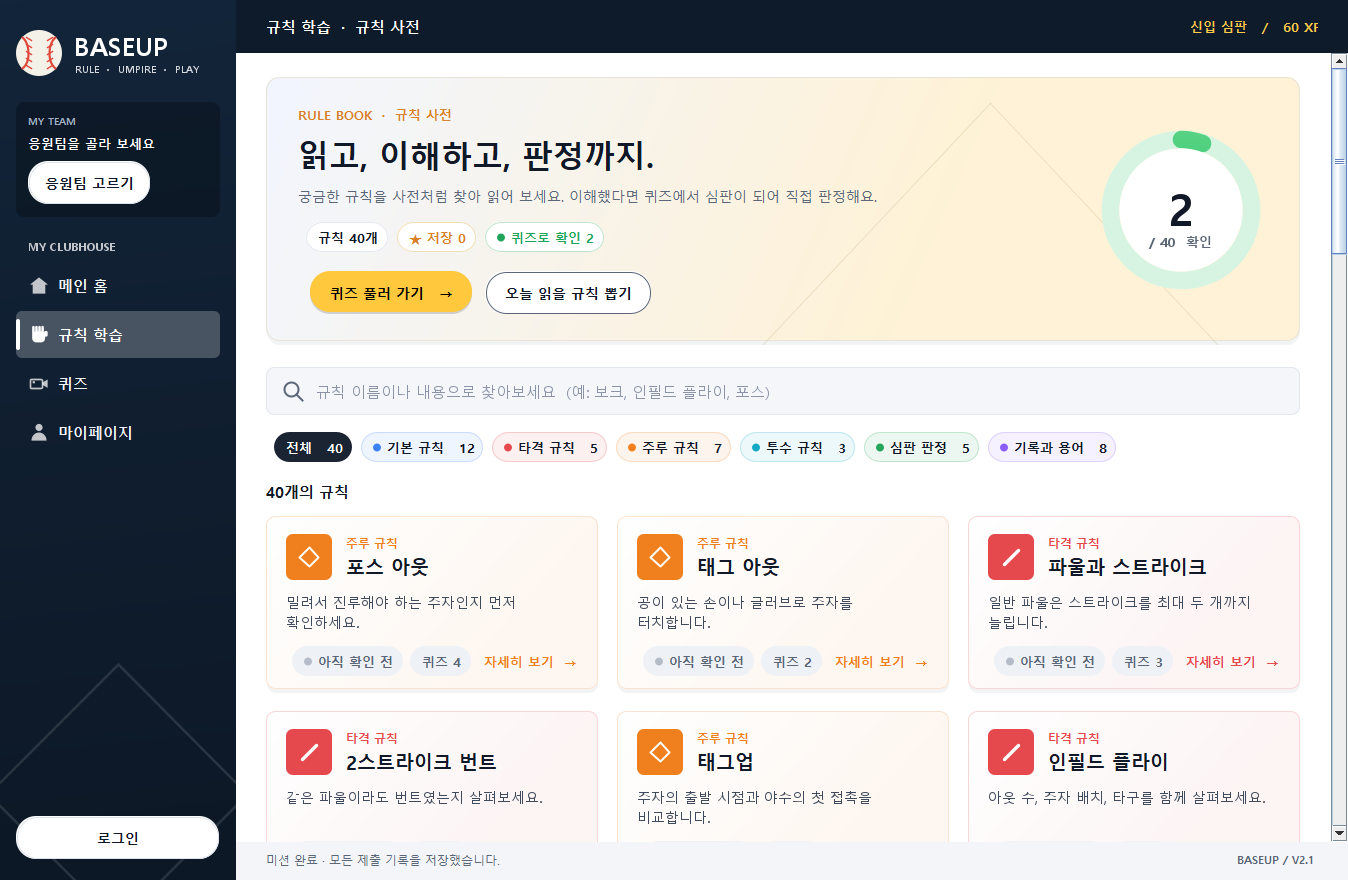 BASEUP
RULE · UMPIRE · PLAY
MY TEAM
응원팀을 골라 보세요
응원팀 고르기
MY CLUBHOUSE
메인 홈
규칙 학습
퀴즈
마이페이지
로그인
규칙 학습 · 규칙 사전
신입 심판 / 60 XP
RULE BOOK · 규칙 사전
읽고, 이해하고, 판정까지.
궁금한 규칙을 사전처럼 찾아 읽어 보세요. 이해했다면 퀴즈에서 심판이 되어 직접 판정해요.
규칙 40개 ★ 저장 0 퀴즈로 확인 2
퀴즈 풀러 가기 → 오늘 읽을 규칙 뽑기
2
/ 40 확인
규칙 이름이나 내용으로 찾아보세요 (예: 보크, 인필드 플라이, 포스)
전체 40 기본 규칙 12 타격 규칙 5 주루 규칙 7 투수 규칙 3 심판 판정 5 기록과 용어 8
40개의 규칙
주루 규칙
포스 아웃
밀려서 진루해야 하는 주자인지 먼저
확인하세요.
아직 확인 전 퀴즈 4 자세히 보기 →
주루 규칙
태그 아웃
공이 있는 손이나 글러브로 주자를
터치합니다.
아직 확인 전 퀴즈 2 자세히 보기 →
타격 규칙
파울과 스트라이크
일반 파울은 스트라이크를 최대 두 개까지
늘립니다.
아직 확인 전 퀴즈 3 자세히 보기 →
타격 규칙
2스트라이크 번트
같은 파울이라도 번트였는지 살펴보세요.
주루 규칙
태그업
주자의 출발 시점과 야수의 첫 접촉을
비교합니다.
타격 규칙
인필드 플라이
아웃 수, 주자 배치, 타구를 함께 살펴보세요.
미션 완료 · 모든 제출 기록을 저장했습니다.
BASEUP / V2.1